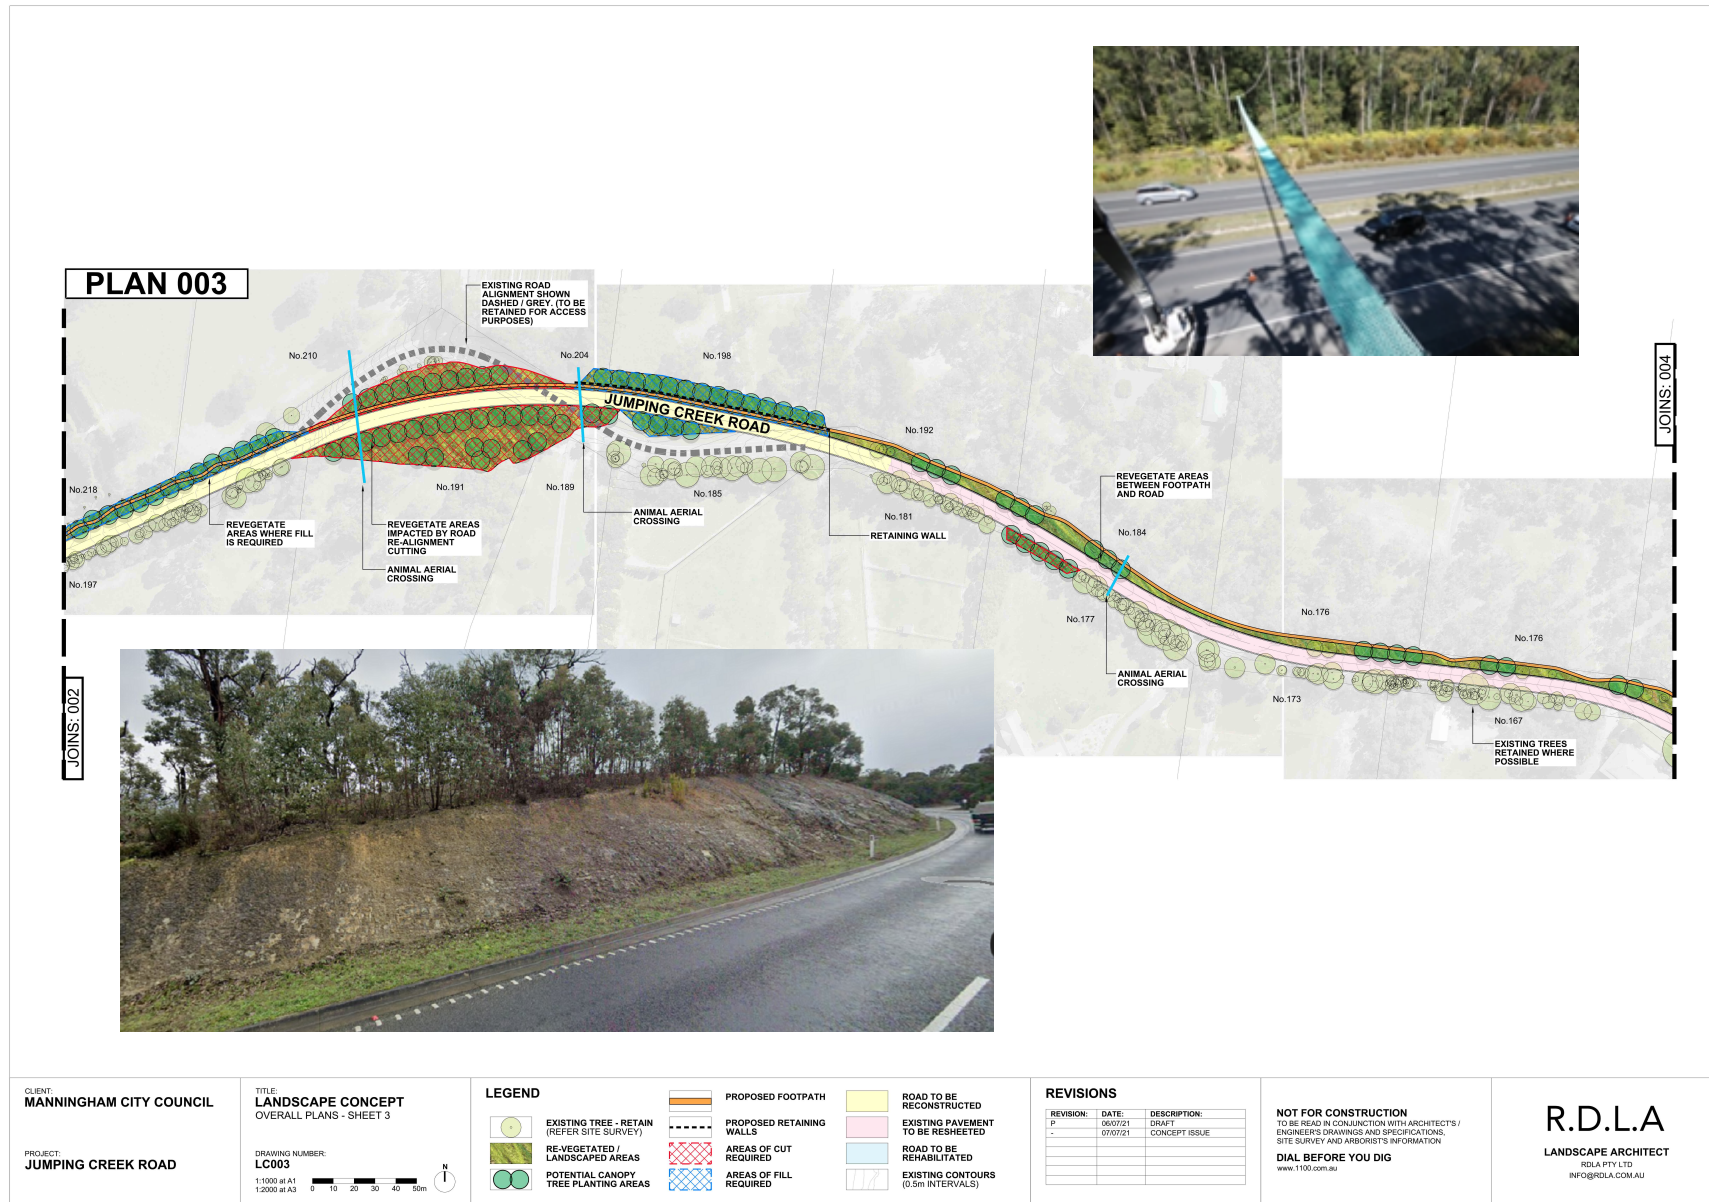 PLAN 003
EXISTING ROAD
ALIGNMENT SHOWN
DASHED / GREY. (TO BE
RETAINED FOR ACCESS
PURPOSES)
No.210
No.204
No.198
JUMPING CREEK ROAD
No.192
No.218
No.191
No.189
No.185
No.181
No.184
REVEGETATE AREAS
BETWEEN FOOTPATH
AND ROAD
REVEGETATE
AREAS WHERE FILL
IS REQUIRED
REVEGETATE AREAS
IMPACTED BY ROAD
RE-ALIGNMENT
CUTTING
ANIMAL AERIAL
CROSSING
ANIMAL AERIAL
CROSSING
RETAINING WALL
No.197
No.177
No.176
No.176
ANIMAL AERIAL
CROSSING
No.173
No.167
EXISTING TREES
RETAINED WHERE
POSSIBLE
JOINS: 002
JOINS: 004
CLIENT:
MANNINGHAM CITY COUNCIL
PROJECT:
JUMPING CREEK ROAD
TITLE:
LANDSCAPE CONCEPT
OVERALL PLANS - SHEET 3
DRAWING NUMBER:
LC003
1:1000 at A1
1:2000 at A3
0 10 20 30 40 50m
N
LEGEND
EXISTING TREE - RETAIN
(REFER SITE SURVEY)
RE-VEGETATED /
LANDSCAPED AREAS
POTENTIAL CANOPY
TREE PLANTING AREAS
PROPOSED FOOTPATH
PROPOSED RETAINING
WALLS
AREAS OF CUT
REQUIRED
AREAS OF FILL
REQUIRED
ROAD TO BE
RECONSTRUCTED
EXISTING PAVEMENT
TO BE RESHEETED
ROAD TO BE
REHABILITATED
EXISTING CONTOURS
(0.5m INTERVALS)
REVISIONS
REVISION: DATE: DESCRIPTION:
P 06/07/21 DRAFT
- 07/07/21 CONCEPT ISSUE
NOT FOR CONSTRUCTION
TO BE READ IN CONJUNCTION WITH ARCHITECT'S /
ENGINEER'S DRAWINGS AND SPECIFICATIONS,
SITE SURVEY AND ARBORIST'S INFORMATION
DIAL BEFORE YOU DIG
www.1100.com.au
R.D.L.A
LANDSCAPE ARCHITECT
RDLA PTY LTD
INFO@RDLA.COM.AU